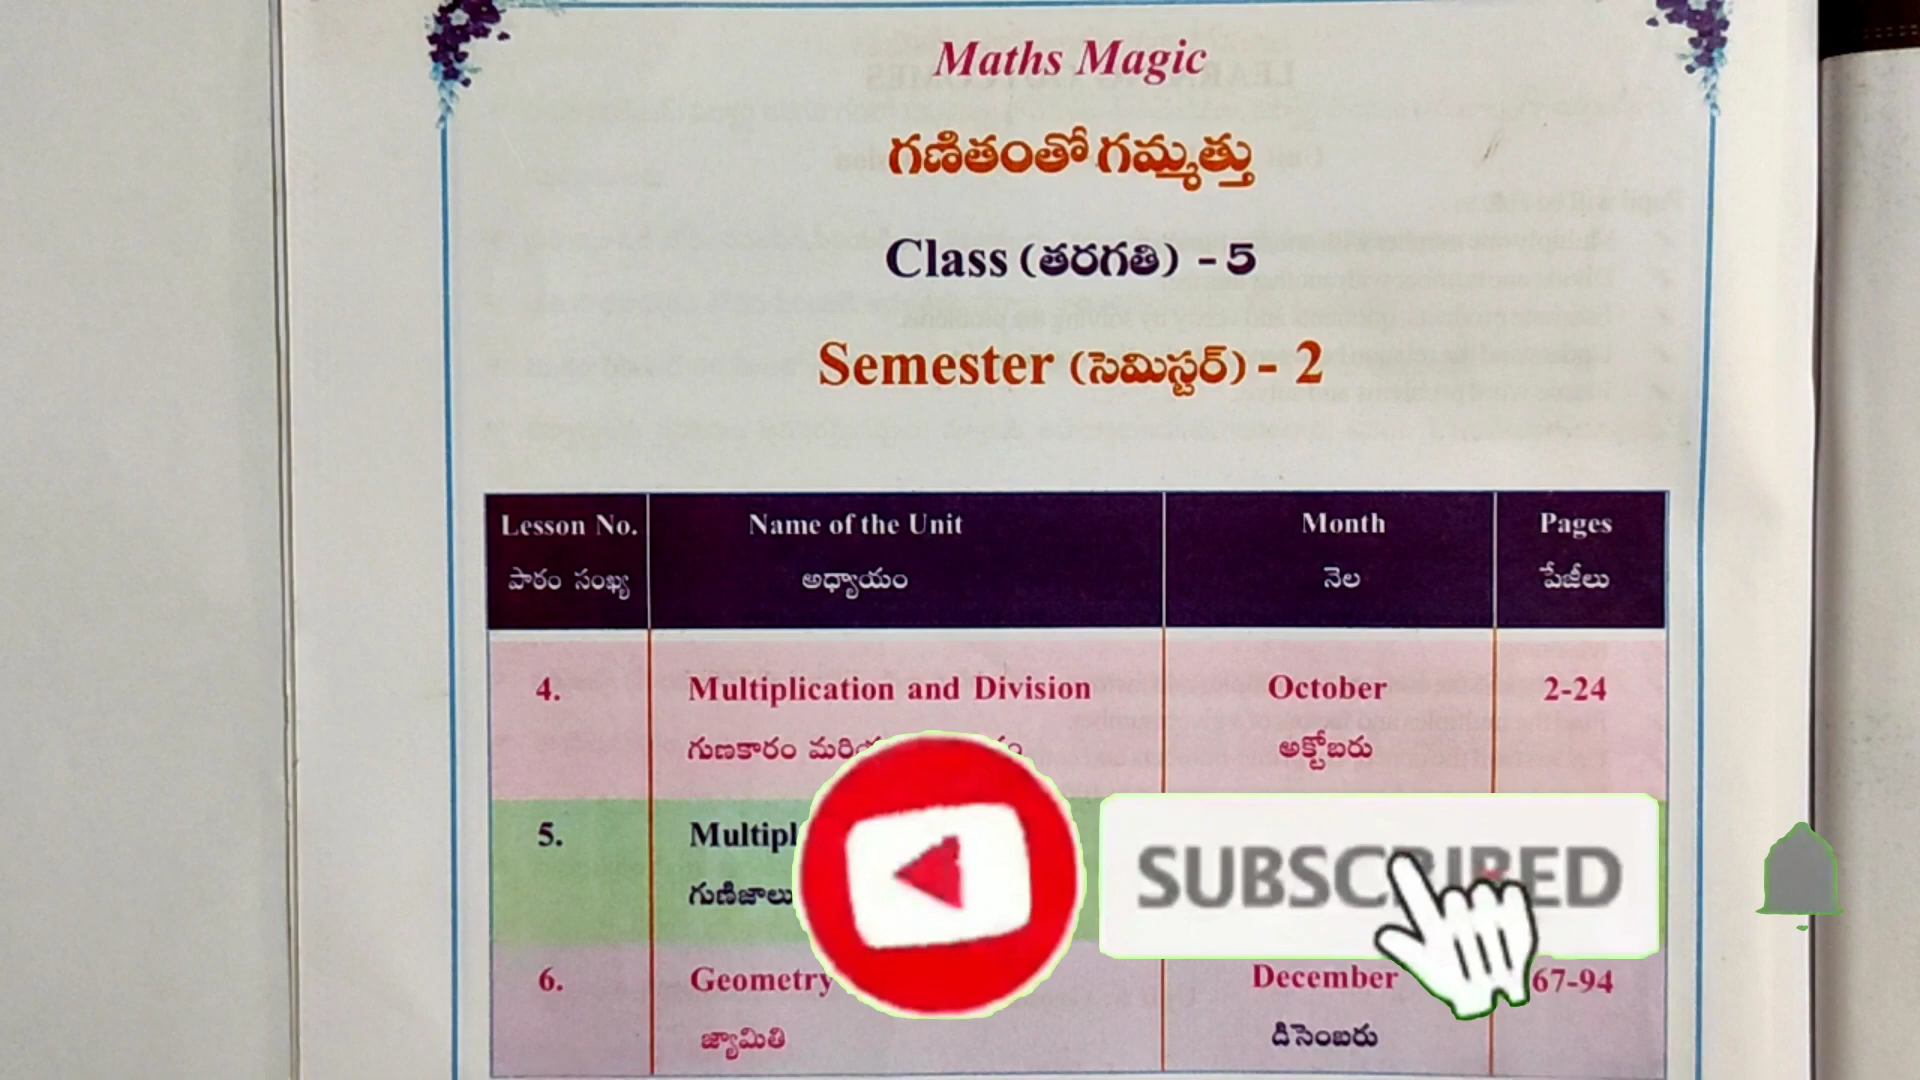 Maths Magic
గణితంతో గమ్మత్తు
Class (తరగతి) - 5
Semester (సెమిస్టర్) - 2
Lesson No. Name of the Unit Month Pages
పాఠం సంఖ్య అధ్యాయం నెల పేజీలు
4. Multiplication and Division October 2-24
గుణకారం అక్టోబరు
5.
గుణిజాలు
SUBSCRIBED
6. Geometry December 67-94
జ్యామితి డిసెంబరు